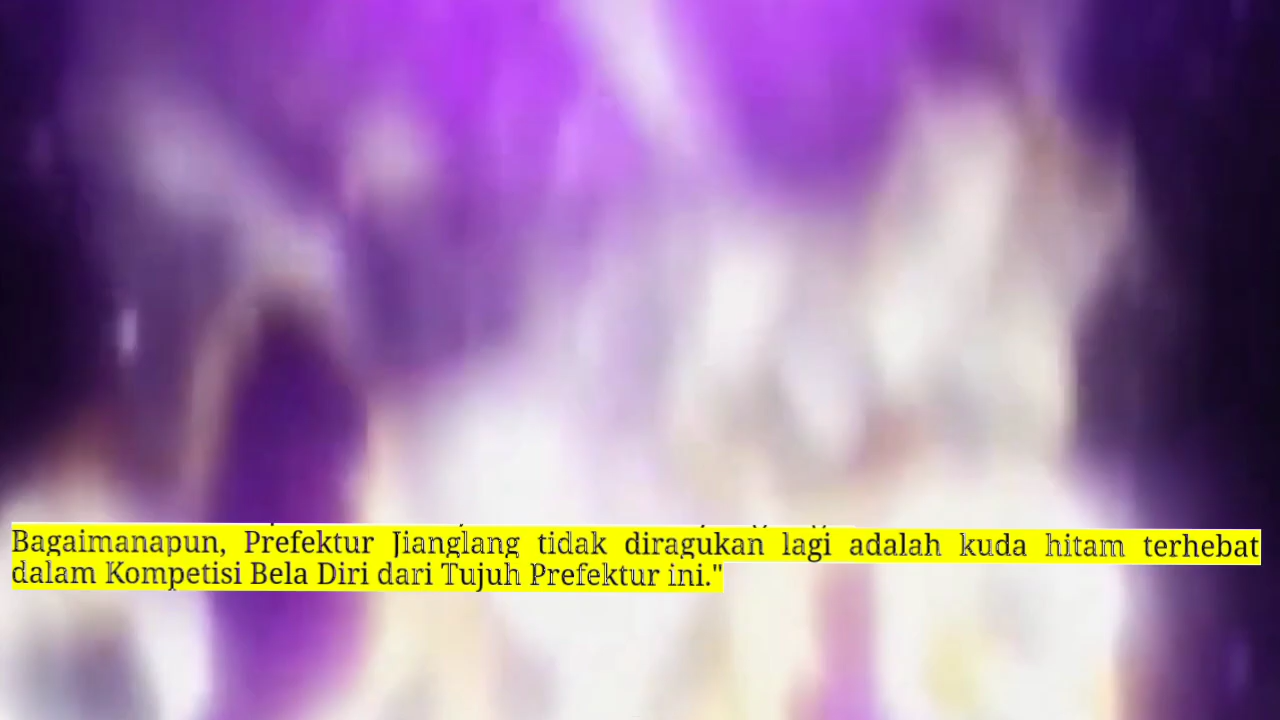 Bagaimanapun, Prefektur Jianglang tidak diragukan lagi adalah kuda hitam terhebat
dalam Kompetisi Bela Diri dari Tujuh Prefektur ini."